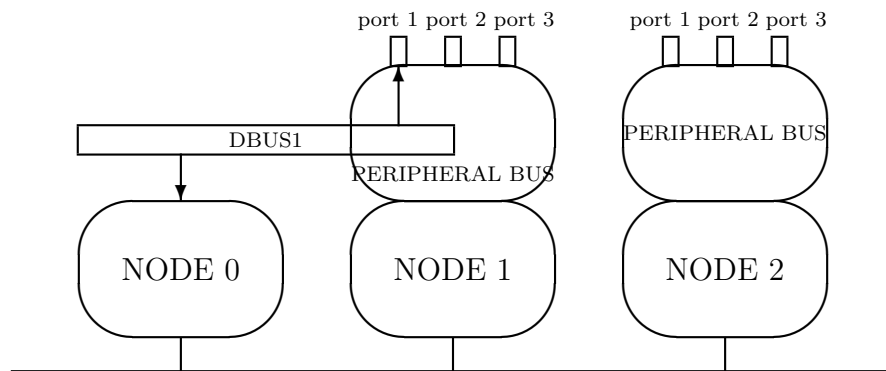 port 1 port 2 port 3
port 1 port 2 port 3
DBUS1
PERIPHERAL BUS
PERIPHERAL BUS
NODE 0
NODE 1
NODE 2